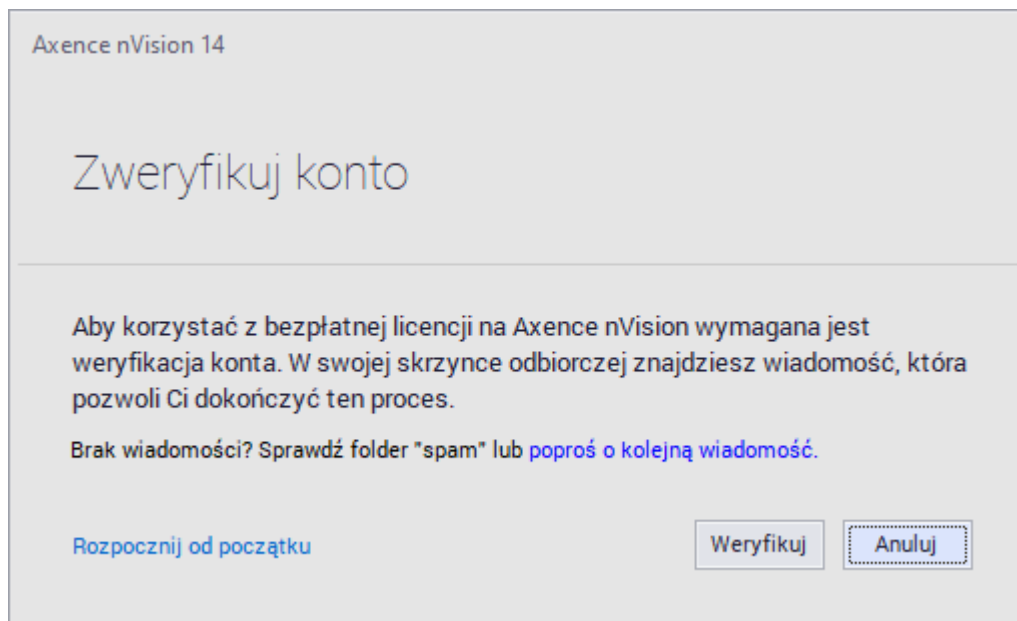 Axence nVision 14
Zweryfikuj konto
Aby korzystać z bezpłatnej licencji na Axence nVision wymagana jest
weryfikacja konta. W swojej skrzynce odbiorczej znajdziesz wiadomość, która
pozwoli Ci dokończyć ten proces.
Brak wiadomości? Sprawdź folder "spam" lub poproś o kolejną wiadomość.
Rozpocznij od początku
Weryfikuj
Anuluj